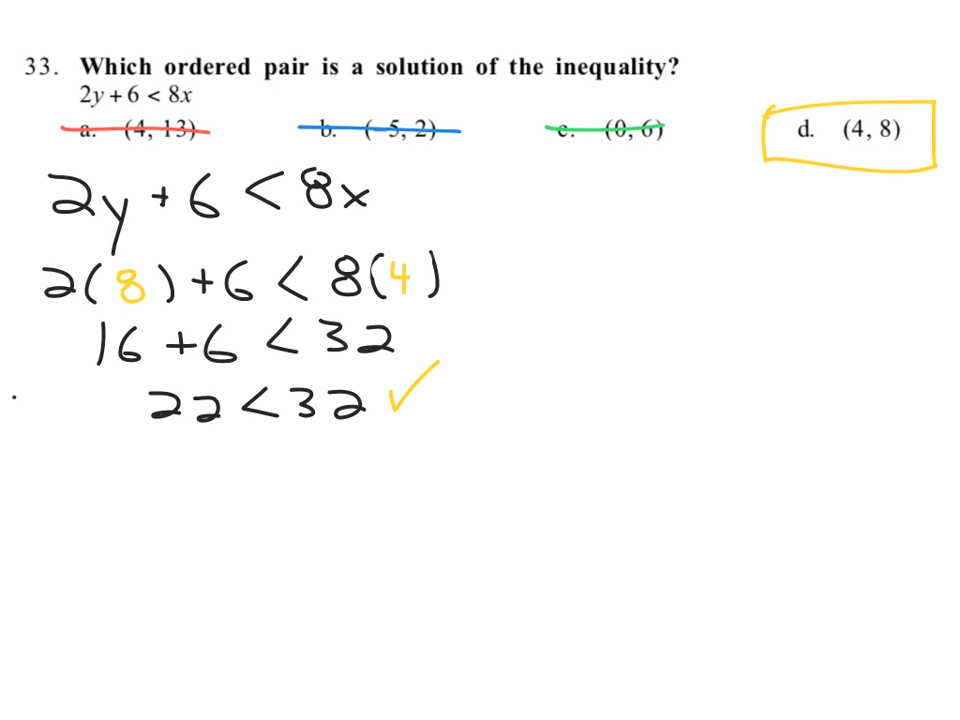 33. Which ordered pair is a solution of the inequality?
2y + 6 < 8x
a. (4, 13) b. (–5, 2) c. (0, 6) d. (4, 8)
2y + 6 < 8x
2(8) + 6 < 8(4)
16 + 6 < 32
22 < 32 ✓